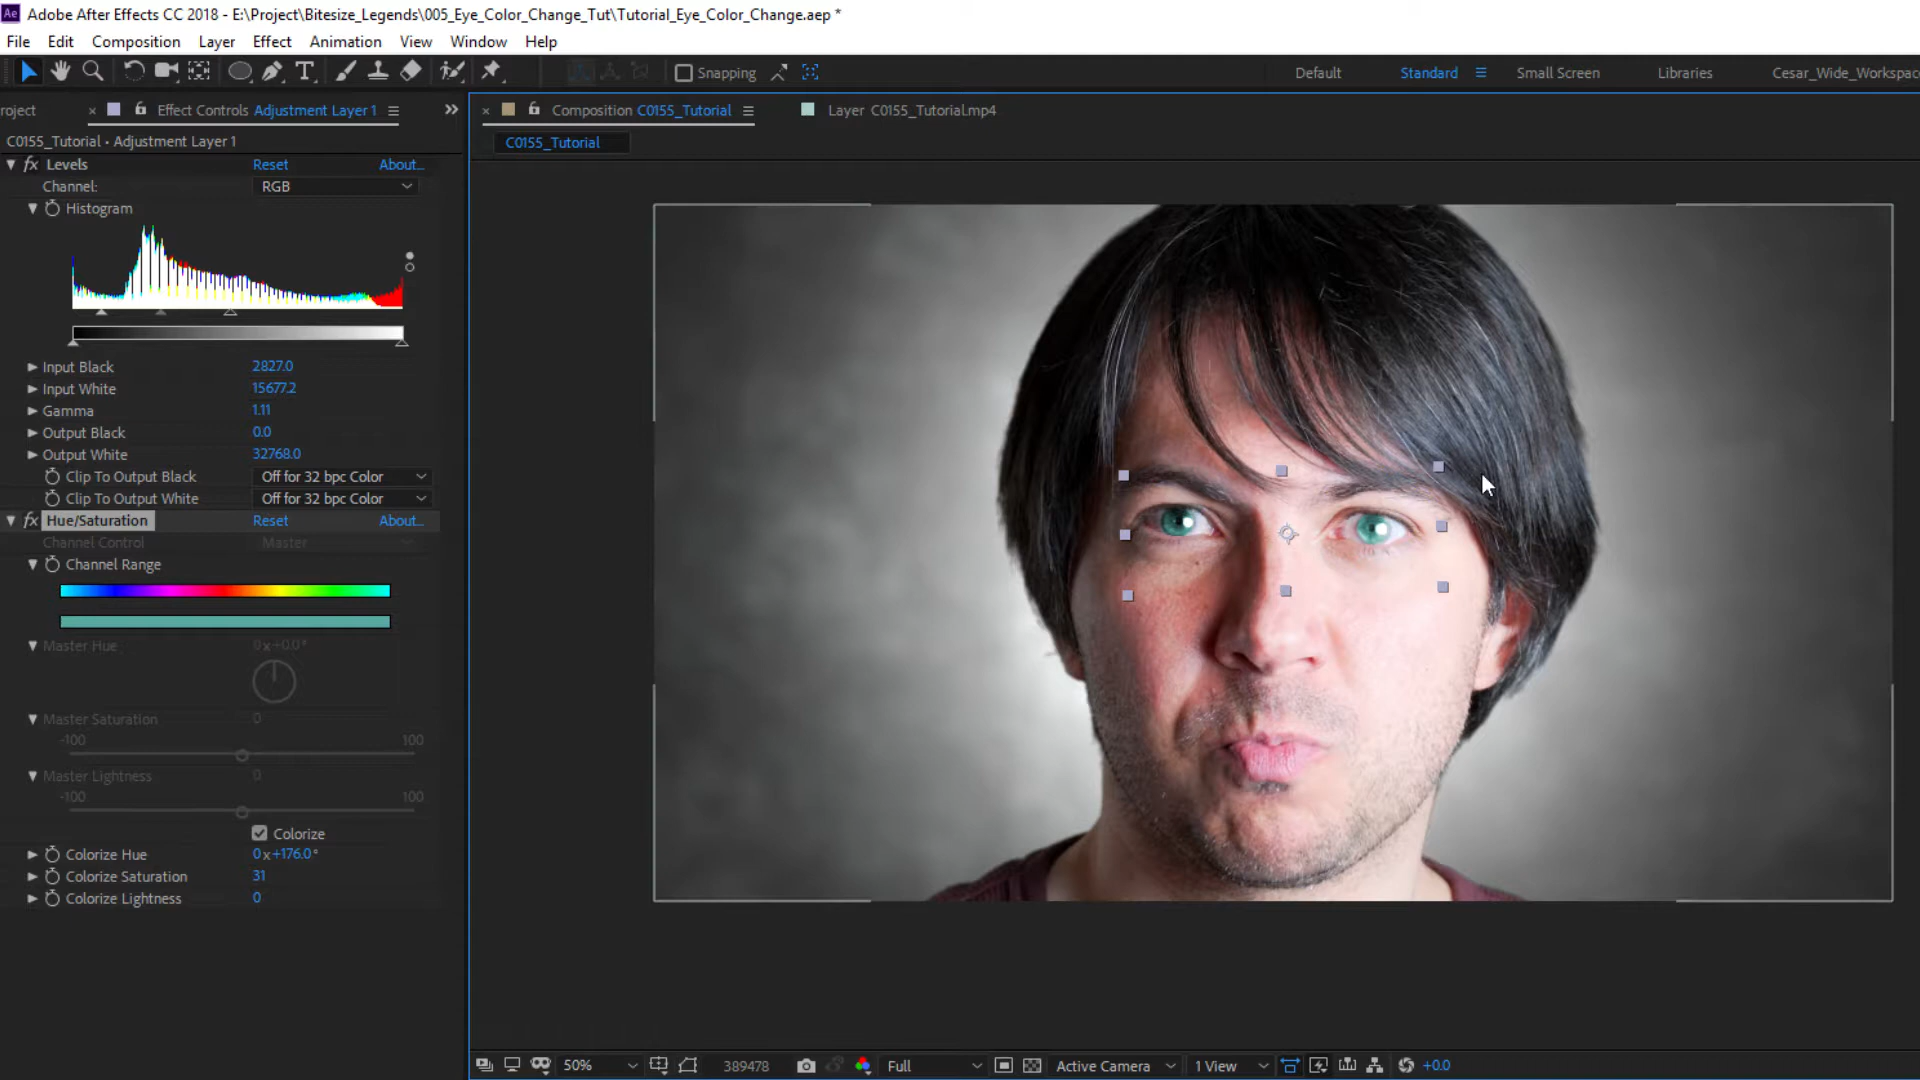 Ae Adobe After Effects CC 2018 - E:\Project\Bitesize_Legends\005_Eye_Color_Change_Tut\Tutorial_Eye_Color_Change.aep *
File Edit Composition Layer Effect Animation View Window Help
Snapping Default Standard Small Screen Libraries Cesar_Wide_Workspac
roject × Effect Controls Adjustment Layer 1 » × Composition C0155_Tutorial Layer C0155_Tutorial.mp4
C0155_Tutorial • Adjustment Layer 1
C0155_Tutorial
fx Levels Reset About...
Channel: RGB
Histogram
Input Black 2827.0
Input White 15677.2
Gamma 1.11
Output Black 0.0
Output White 32768.0
Clip To Output Black Off for 32 bpc Color
Clip To Output White Off for 32 bpc Color
fx Hue/Saturation Reset About...
Channel Control Master
Channel Range
Master Hue 0x+0.0°
Master Saturation 0
-100 100
Master Lightness 0
-100 100
Colorize
Colorize Hue 0x+176.0°
Colorize Saturation 31
Colorize Lightness 0
50% 389478 Full Active Camera 1 View +0.0